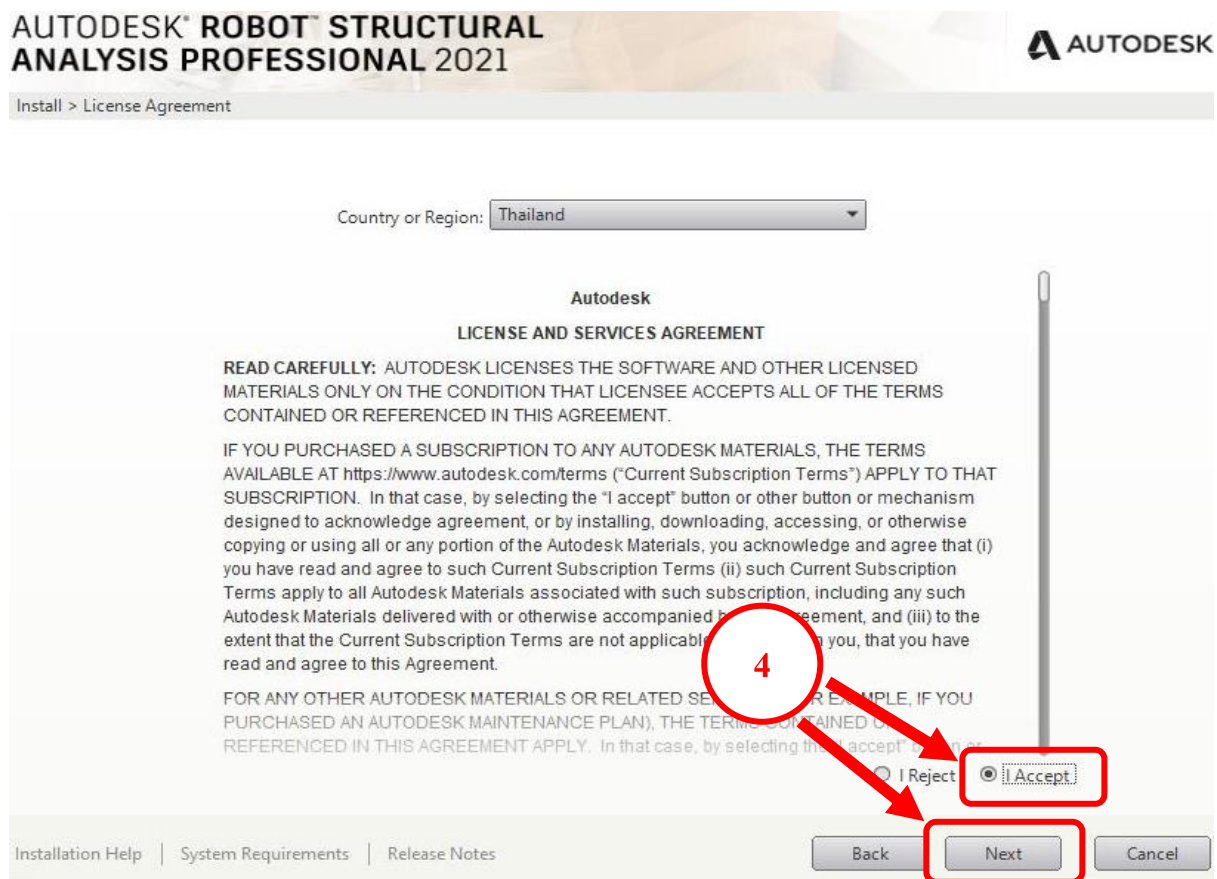 AUTODESK® ROBOT™ STRUCTURAL
ANALYSIS PROFESSIONAL 2021
AUTODESK
Install > License Agreement
Country or Region: Thailand
Autodesk
LICENSE AND SERVICES AGREEMENT
READ CAREFULLY: AUTODESK LICENSES THE SOFTWARE AND OTHER LICENSED
MATERIALS ONLY ON THE CONDITION THAT LICENSEE ACCEPTS ALL OF THE TERMS
CONTAINED OR REFERENCED IN THIS AGREEMENT.
IF YOU PURCHASED A SUBSCRIPTION TO ANY AUTODESK MATERIALS, THE TERMS
AVAILABLE AT https://www.autodesk.com/terms (“Current Subscription Terms”) APPLY TO THAT
SUBSCRIPTION. In that case, by selecting the “I accept” button or other button or mechanism
designed to acknowledge agreement, or by installing, downloading, accessing, or otherwise
copying or using all or any portion of the Autodesk Materials, you acknowledge and agree that (i)
you have read and agree to such Current Subscription Terms (ii) such Current Subscription
Terms apply to all Autodesk Materials associated with such subscription, including any such
Autodesk Materials delivered with or otherwise accompanied eement, and (iii) to the
extent that the Current Subscription Terms are not applicable you, that you have
read and agree to this Agreement.
4
FOR ANY OTHER AUTODESK MATERIALS OR RELATED SE R EXAMPLE, IF YOU
PURCHASED AN AUTODESK MAINTENANCE PLAN), THE TERMS CONTAINED O
REFERENCED IN THIS AGREEMENT APPLY. In that case, by selecting the “I accept” or
I Reject I Accept
Installation Help | System Requirements | Release Notes Back Next Cancel